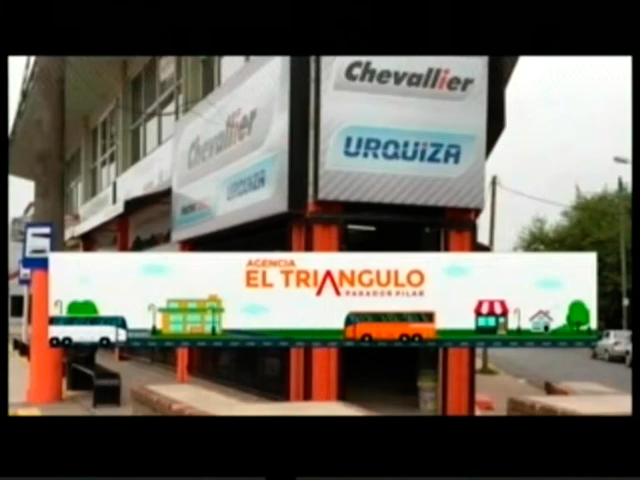 Chevallier
URQUIZA
Chevallier
URQUIZA
AGENCIA
EL TRIANGULO
PARADOR PILAR